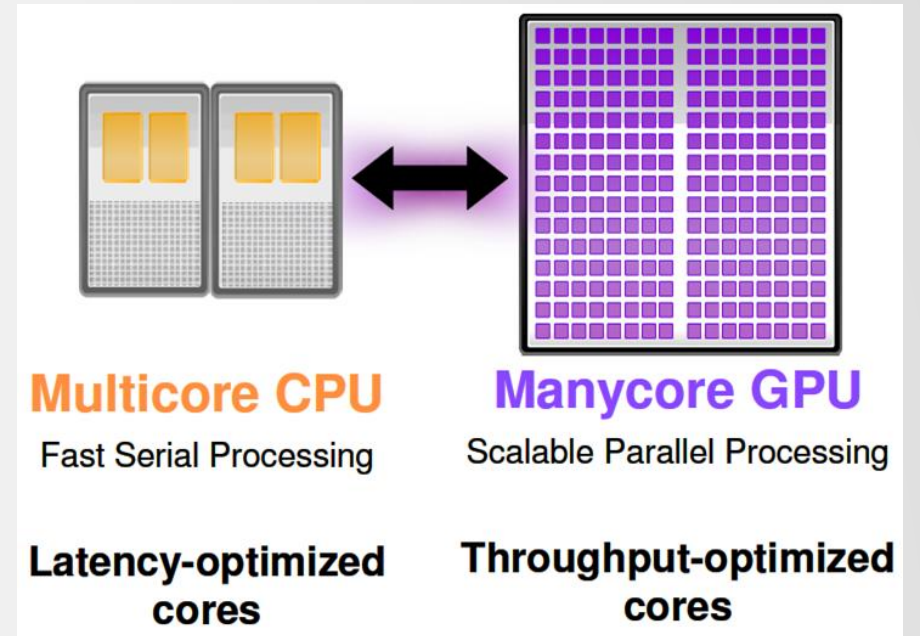 Multicore CPU
Fast Serial Processing
Latency-optimized
cores
Manycore GPU
Scalable Parallel Processing
Throughput-optimized
cores